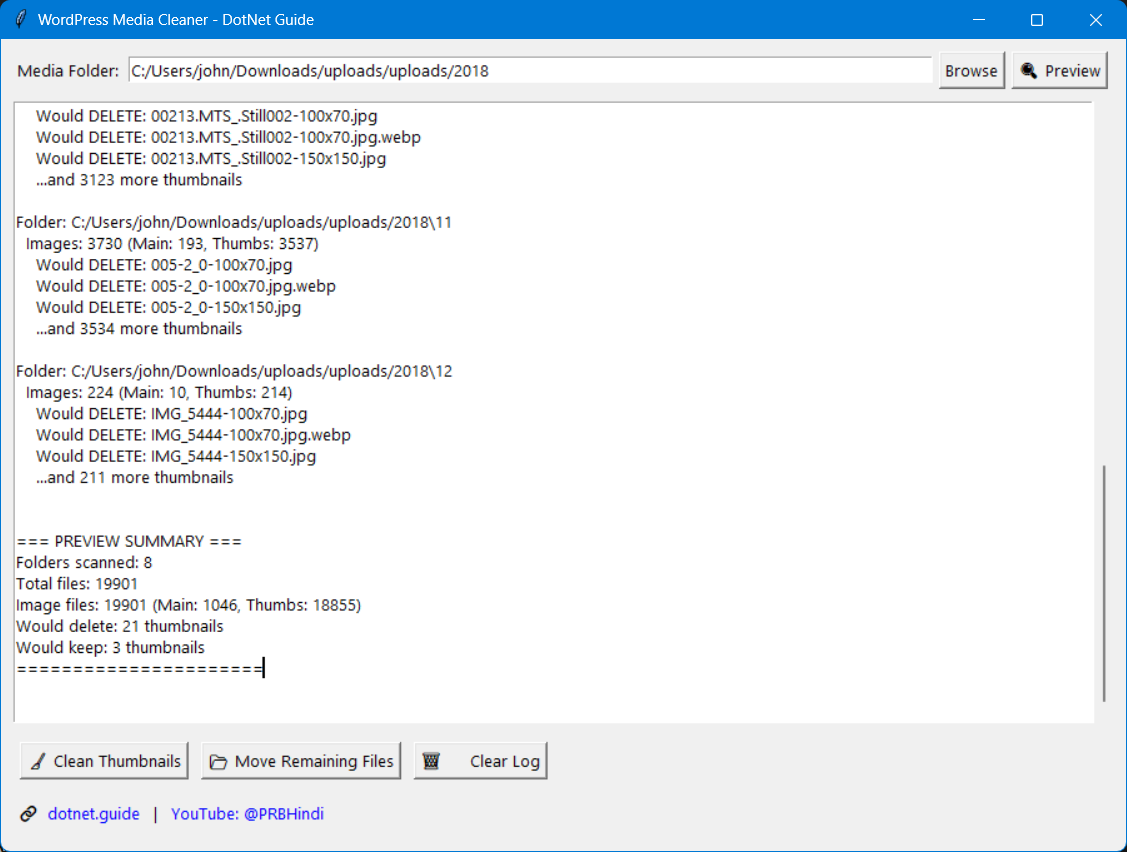 WordPress Media Cleaner - DotNet Guide
Media Folder: C:/Users/john/Downloads/uploads/uploads/2018 Browse Preview
Would DELETE: 00213.MTS_.Still002-100x70.jpg
Would DELETE: 00213.MTS_.Still002-100x70.jpg.webp
Would DELETE: 00213.MTS_.Still002-150x150.jpg
...and 3123 more thumbnails
Folder: C:/Users/john/Downloads/uploads/uploads/2018\11
Images: 3730 (Main: 193, Thumbs: 3537)
Would DELETE: 005-2_0-100x70.jpg
Would DELETE: 005-2_0-100x70.jpg.webp
Would DELETE: 005-2_0-150x150.jpg
...and 3534 more thumbnails
Folder: C:/Users/john/Downloads/uploads/uploads/2018\12
Images: 224 (Main: 10, Thumbs: 214)
Would DELETE: IMG_5444-100x70.jpg
Would DELETE: IMG_5444-100x70.jpg.webp
Would DELETE: IMG_5444-150x150.jpg
...and 211 more thumbnails
=== PREVIEW SUMMARY ===
Folders scanned: 8
Total files: 19901
Image files: 19901 (Main: 1046, Thumbs: 18855)
Would delete: 21 thumbnails
Would keep: 3 thumbnails
======================
Clean Thumbnails Move Remaining Files Clear Log
dotnet.guide | YouTube: @PRBHindi